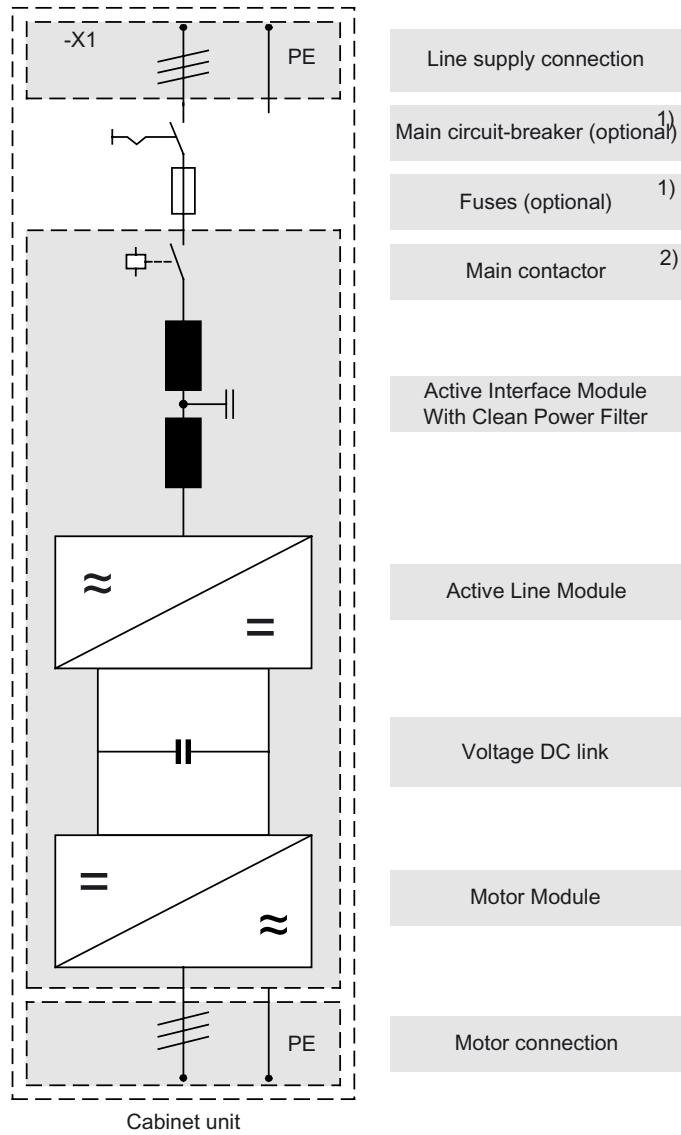 -X1
PE
Line supply connection
Main circuit-breaker (optional) 1)
Fuses (optional) 1)
Main contactor 2)
Active Interface Module
With Clean Power Filter
≈
=
Active Line Module
Voltage DC link
=
≈
Motor Module
PE
Motor connection
Cabinet unit